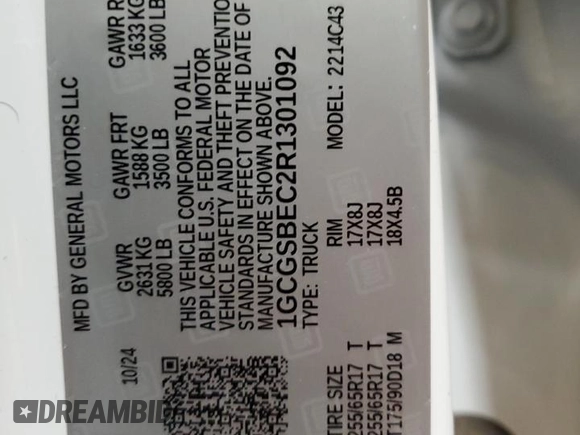 MFD BY GENERAL MOTORS LLC
10/24
GVWR
2631 KG
5800 LB
GAWR FRT
1588 KG
3500 LB
GAWR R
1633 KG
3600 LB
THIS VEHICLE CONFORMS TO ALL
APPLICABLE U.S. FEDERAL MOTOR
VEHICLE SAFETY AND THEFT PREVENTIO
STANDARDS IN EFFECT ON THE DATE OF
MANUFACTURE SHOWN ABOVE.
1GCGSBEC2R1301092
TYPE: TRUCK
MODEL: 2214C43
TIRE SIZE
RIM
255/65R17 T
17X8J
255/65R17 T
17X8J
T175/90D18 M
18X4.5B
DREAMBID